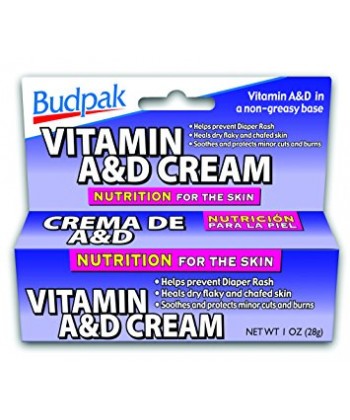 Budpak
Vitamin A&D in
a non-greasy base
VITAMIN
A&D CREAM
• Helps prevent Diaper Rash
• Heals dry flaky and chafed skin
• Soothes and protects minor cuts and burns
NUTRITION FOR THE SKIN
CREMA DE
A&D
NUTRICIÓN
PARA LA PIEL
NUTRITION FOR THE SKIN
VITAMIN
A&D CREAM
• Helps prevent Diaper Rash
• Heals dry flaky and chafed skin
• Soothes and protects minor cuts and burns
NET WT 1 OZ (28g)